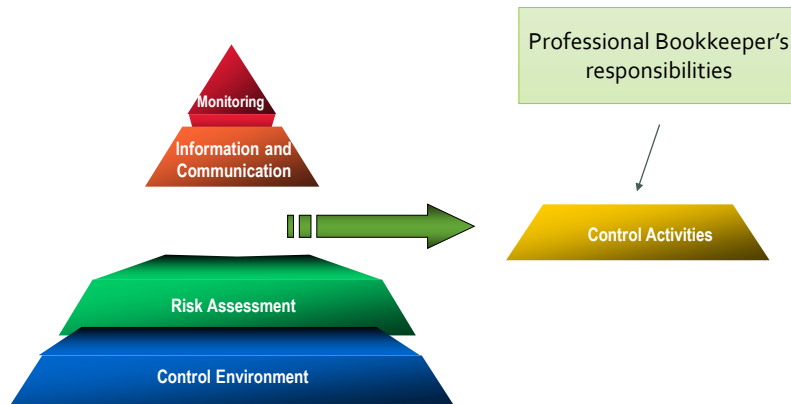 Professional Bookkeeper’s
responsibilities
Monitoring
Information and
Communication
Control Activities
Risk Assessment
Control Environment